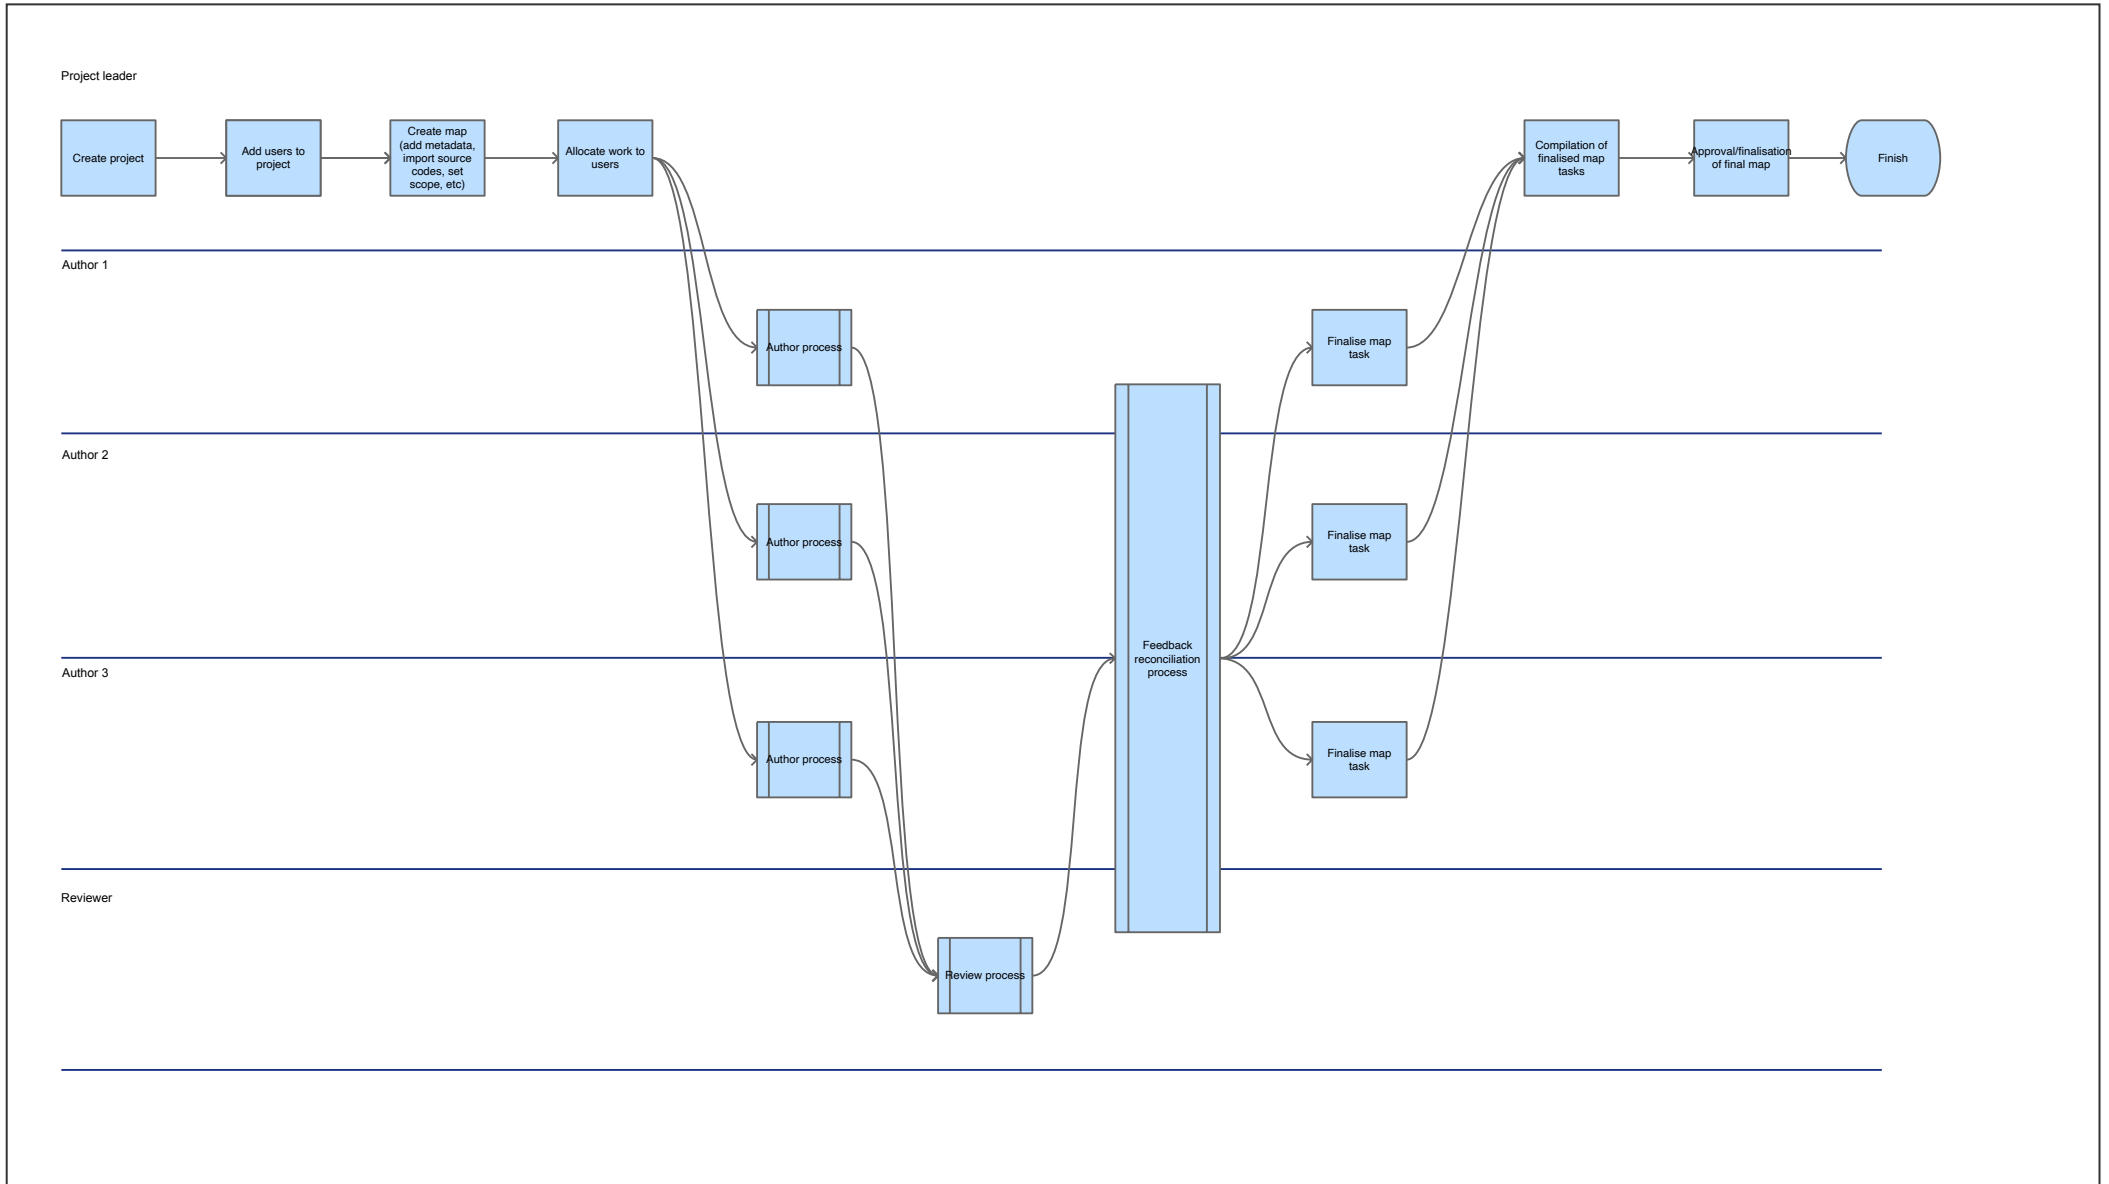 Project leader
Create project
Add users to
project
Create map
(add metadata,
import source
codes, set
scope, etc)
Allocate work to
users
Compilation of
finalised map
tasks
Approval/finalisation
of final map
Finish
Author 1
Author process
Finalise map
task
Author 2
Author process
Finalise map
task
Feedback
reconciliation
process
Author 3
Author process
Finalise map
task
Reviewer
Review process